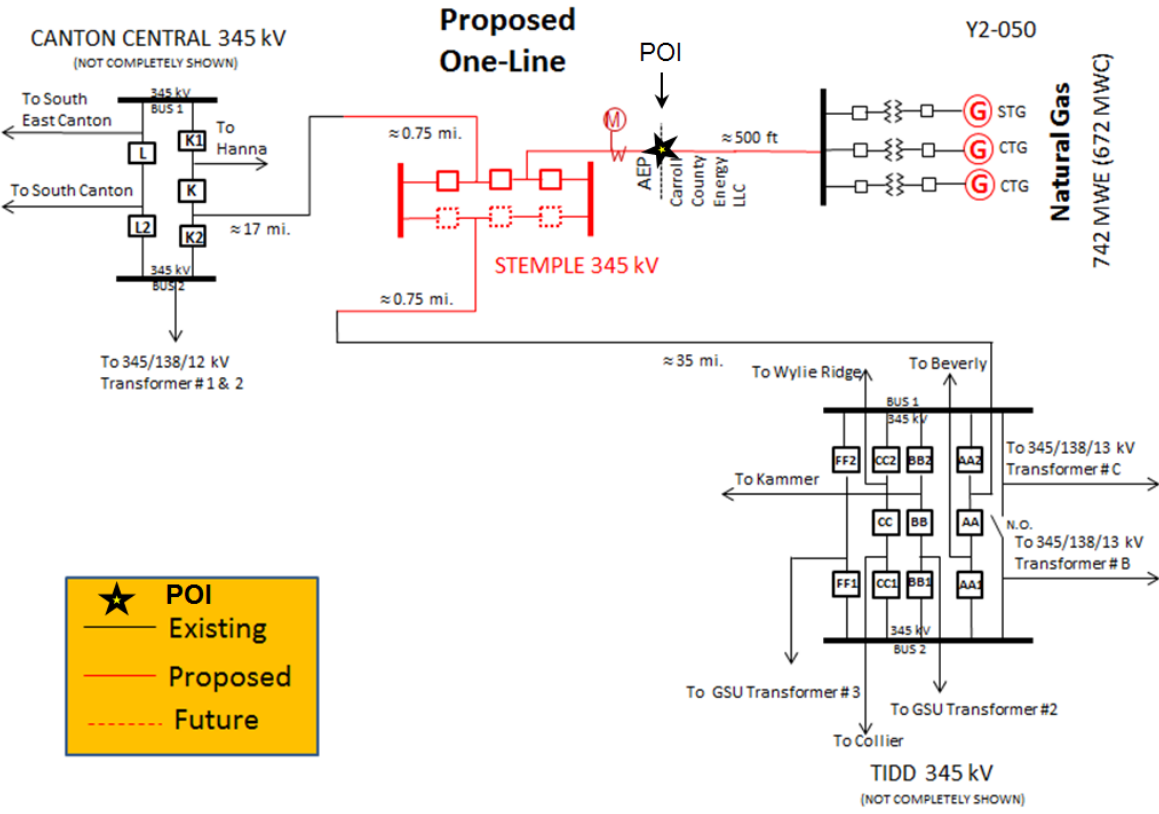 Proposed
One-Line
CANTON CENTRAL 345 kV
(NOT COMPLETELY SHOWN)
345 kV
BUS 1
To South
East Canton
L
K1
To
Hanna
K
To South Canton
L2
K2
≈17 mi.
345 kV
BUS 2
To 345/138/12 kV
Transformer # 1 & 2
≈0.75 mi.
STEMPLE 345 kV
≈0.75 mi.
M
W
POI
AEP
Carroll
County
Energy
LLC
≈500 ft
Y2-050
G
STG
G
CTG
G
CTG
Natural Gas
742 MWE (672 MWC)
≈35 mi.
To Wylie Ridge
To Beverly
BUS 1
345 kV
FF2
CC2
BB2
AA2
To 345/138/13 kV
Transformer # C
To Kammer
CC
BB
AA
N.O.
To 345/138/13 kV
Transformer # B
FF1
CC1
BB1
AA1
345 kV
BUS 2
To GSU Transformer #3
To GSU Transformer #2
To Collier
TIDD 345 kV
(NOT COMPLETELY SHOWN)
POI
Existing
Proposed
Future